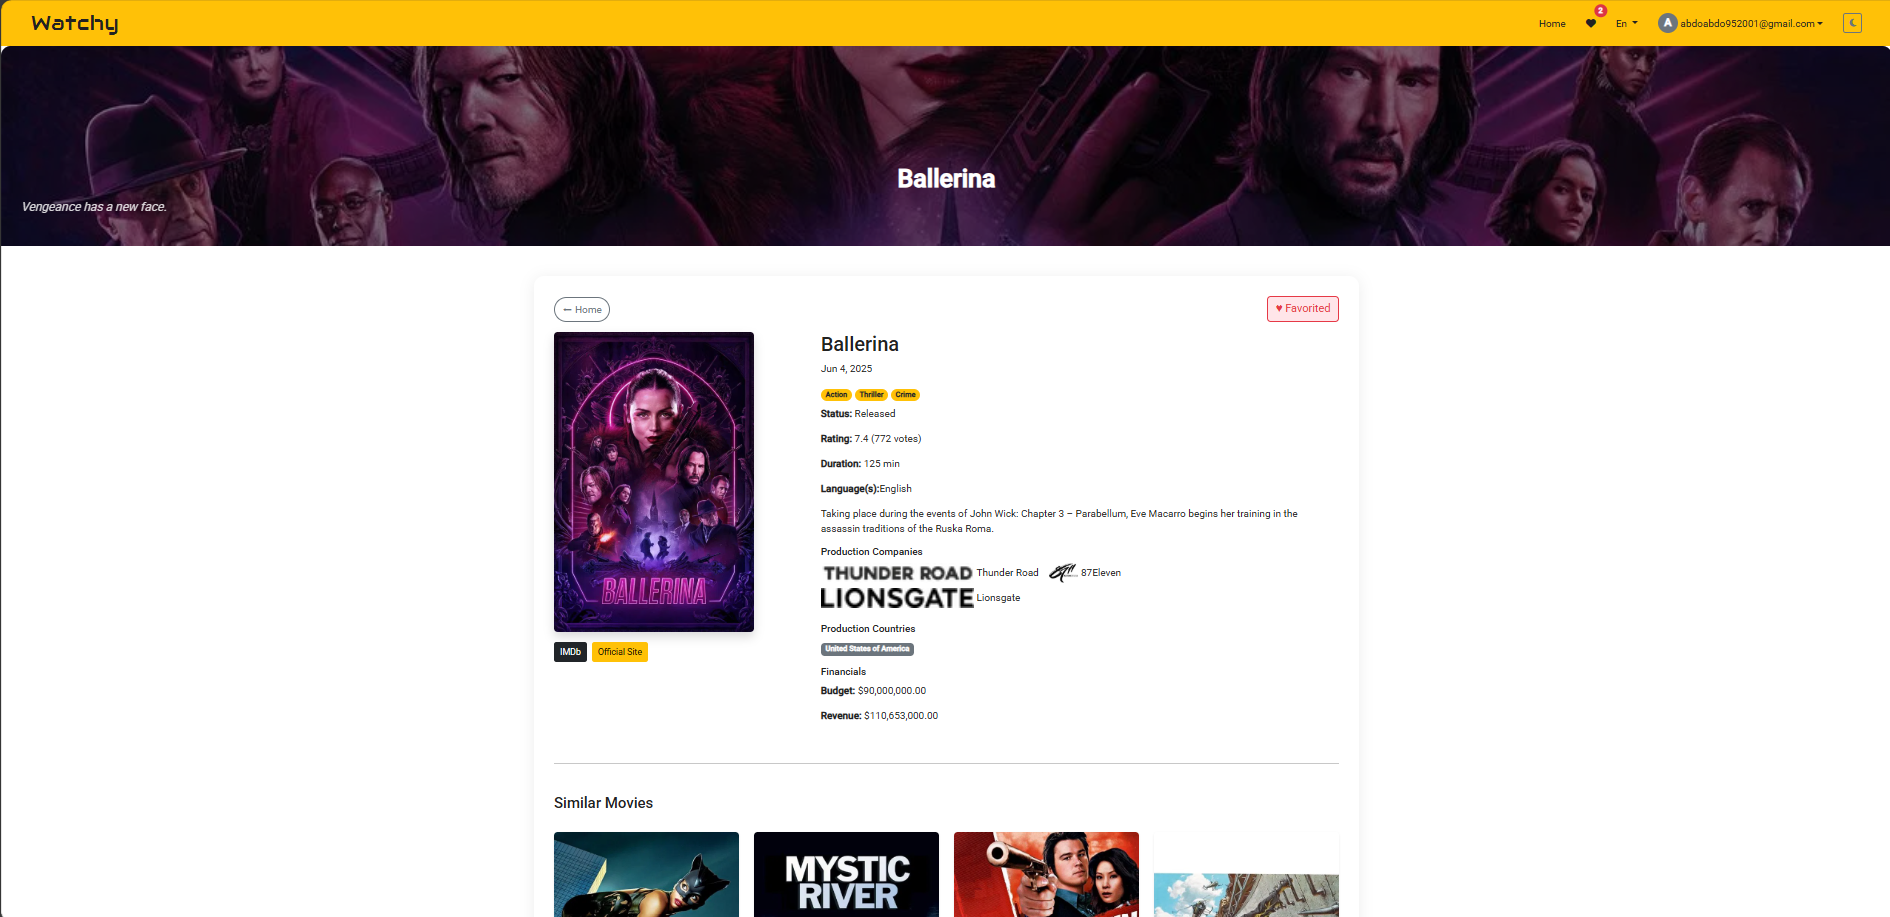 Watchy
Home
2
En
A abdoabdo952001@gmail.com
Ballerina
Vengeance has a new face.
← Home
♥ Favorited
BALLERINA
IMDb Official Site
Ballerina
Jun 4, 2025
Action Thriller Crime
Status: Released
Rating: 7.4 (772 votes)
Duration: 125 min
Language(s):English
Taking place during the events of John Wick: Chapter 3 – Parabellum, Eve Macarro begins her training in the
assassin traditions of the Ruska Roma.
Production Companies
THUNDER ROAD Thunder Road 87Eleven
LIONSGATE Lionsgate
Production Countries
United States of America
Financials
Budget: $90,000,000.00
Revenue: $110,653,000.00
Similar Movies
MYSTIC
RIVER